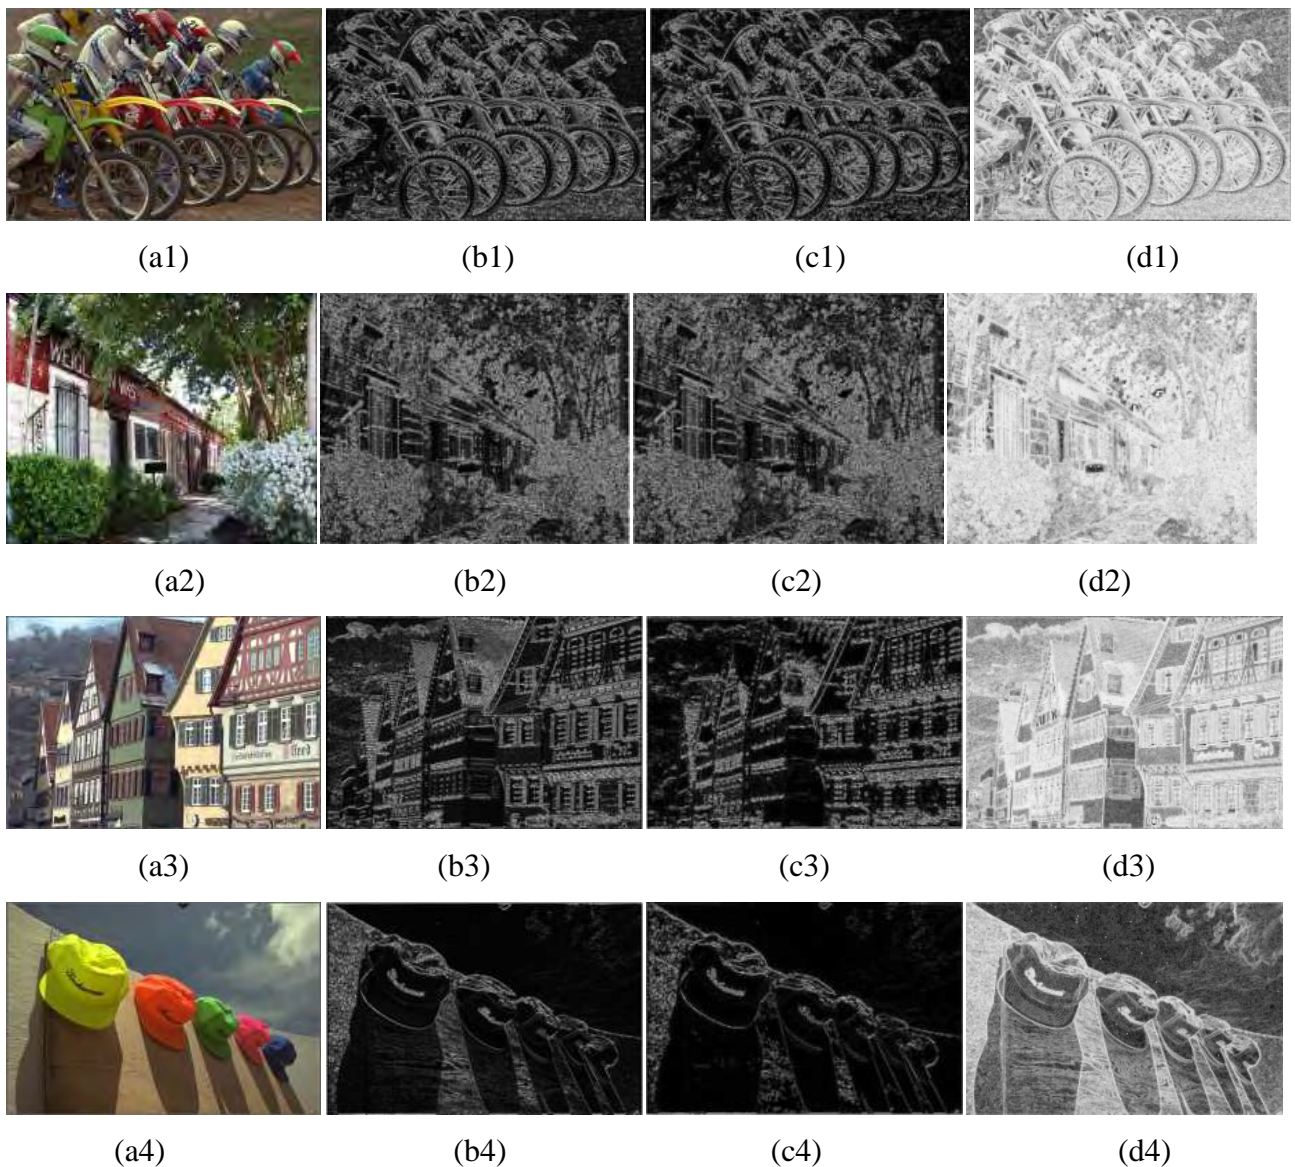 (a1) (b1) (c1) (d1)
(a2) (b2) (c2) (d2)
(a3) (b3) (c3) (d3)
(a4) (b4) (c4) (d4)